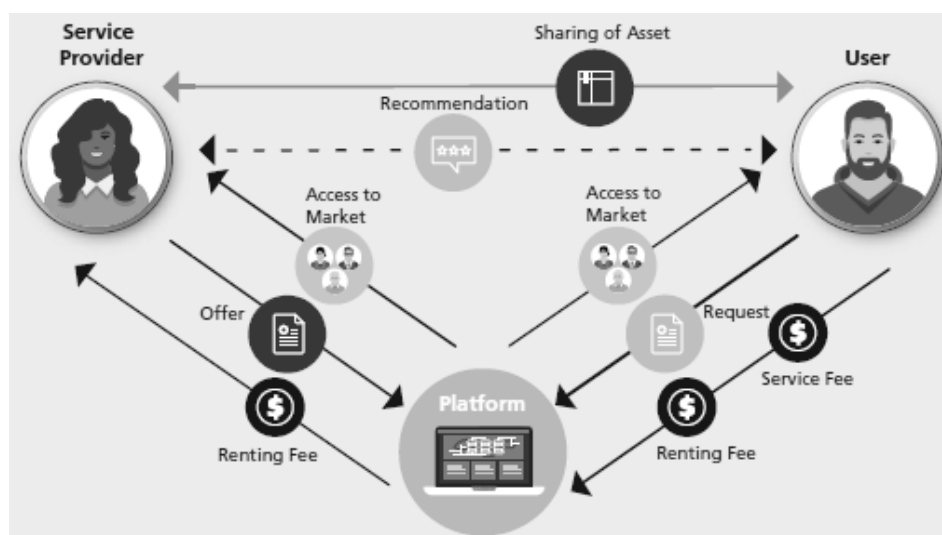 Service
Provider
Sharing of Asset
User
Recommendation
Access to
Market
Access to
Market
Offer
Request
Platform
Service Fee
Renting Fee
Renting Fee